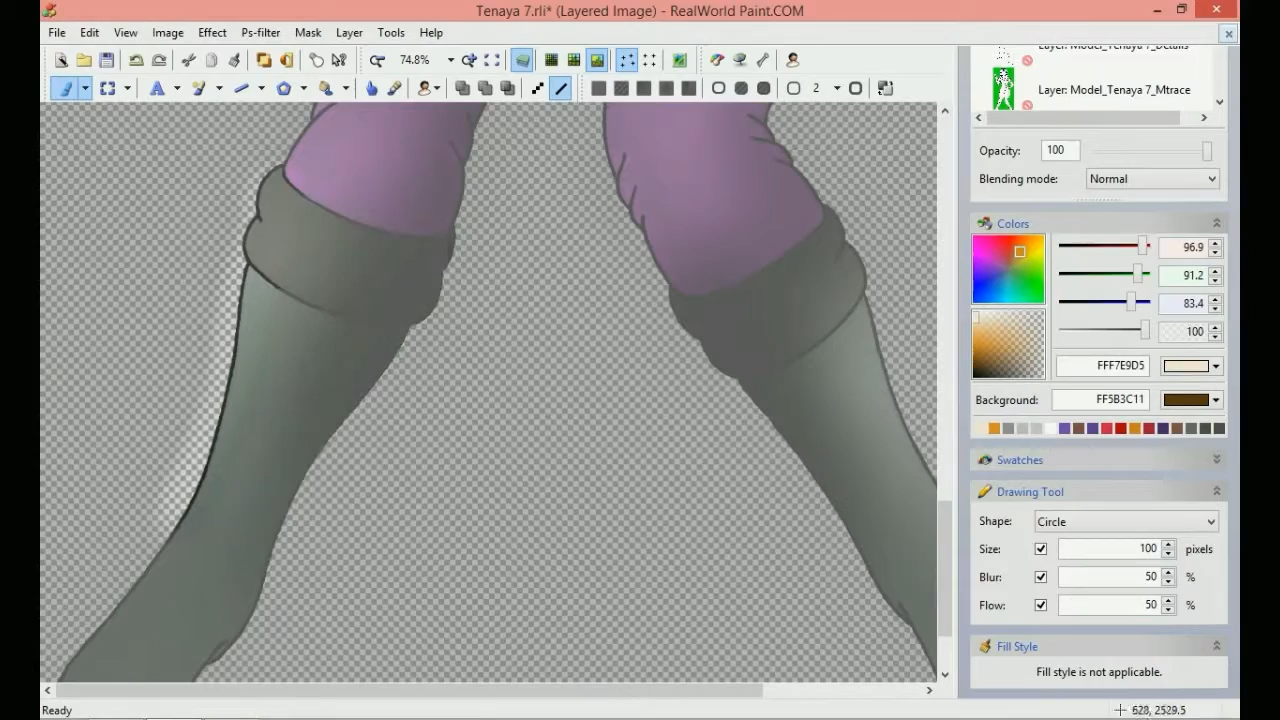 Tenaya 7.rli* (Layered Image) - RealWorld Paint.COM
File Edit View Image Effect Ps-filter Mask Layer Tools Help
74.8%
2
Layer: Model_Tenaya 7_Details
Layer: Model_Tenaya 7_Mtrace
Opacity: 100
Blending mode: Normal
Colors
96.9
91.2
83.4
100
FFF7E9D5
Background: FF5B3C11
Swatches
Drawing Tool
Shape: Circle
Size: 100 pixels
Blur: 50 %
Flow: 50 %
Fill Style
Fill style is not applicable.
Ready 628, 2529.5